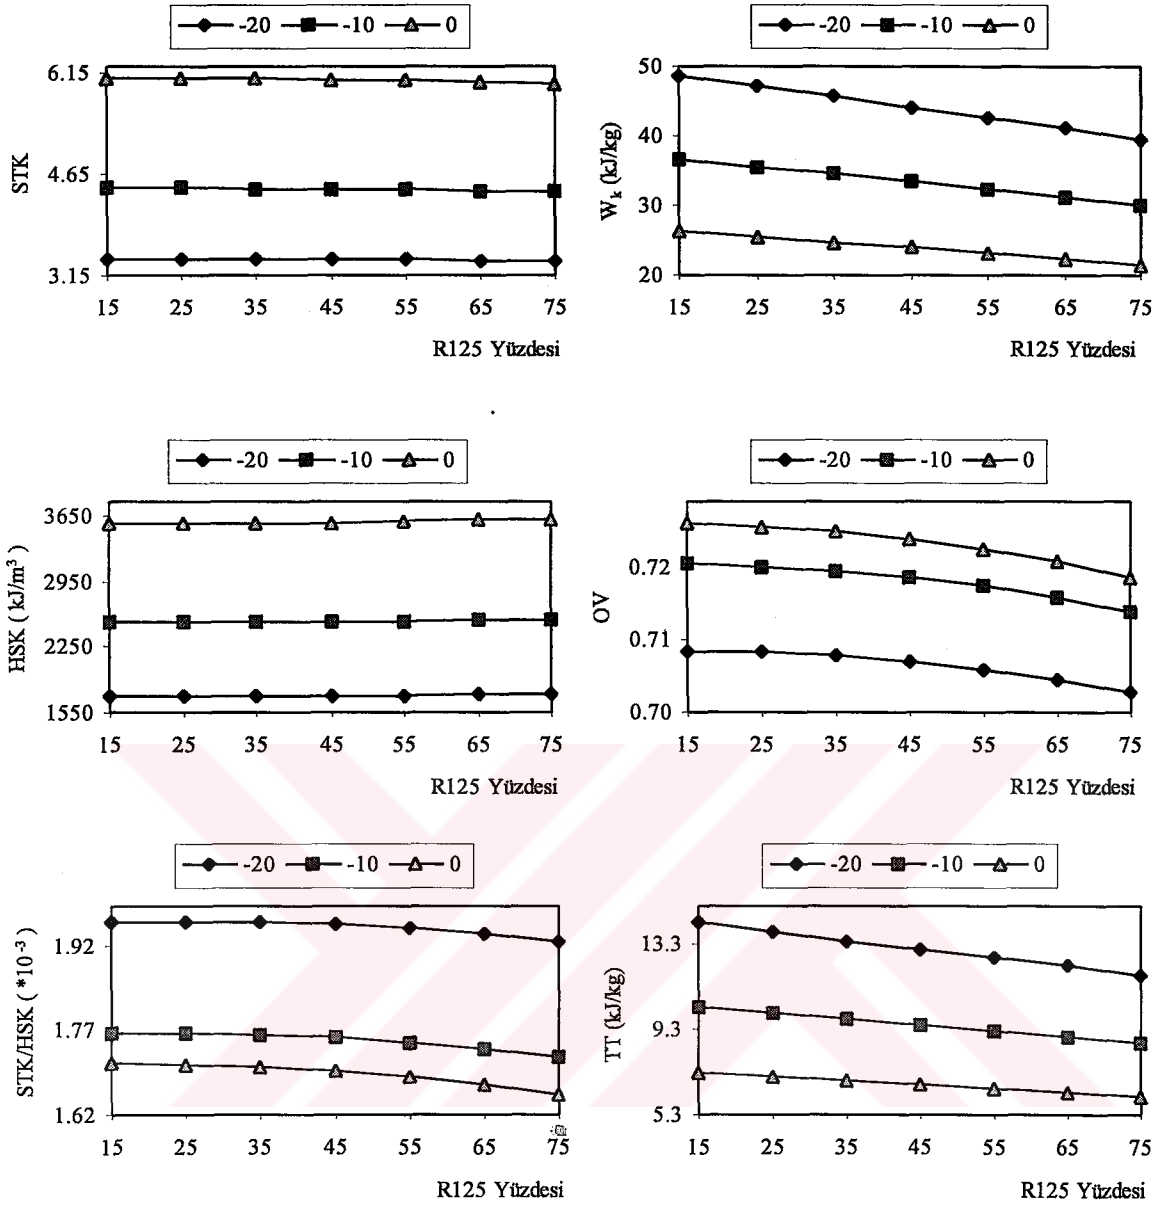 -20 -10 0
6.15
4.65
3.15
STK
15 25 35 45 55 65 75
R125 Yüzdesi
-20 -10 0
50
40
30
20
Wk (kJ/kg)
15 25 35 45 55 65 75
R125 Yüzdesi
-20 -10 0
3650
2950
2250
1550
HSK ( kJ/m³ )
15 25 35 45 55 65 75
R125 Yüzdesi
-20 -10 0
0.72
0.71
0.70
OV
15 25 35 45 55 65 75
R125 Yüzdesi
-20 -10 0
1.92
1.77
1.62
STK/HSK ( *10⁻³ )
15 25 35 45 55 65 75
R125 Yüzdesi
-20 -10 0
13.3
9.3
5.3
TT (kJ/kg)
15 25 35 45 55 65 75
R125 Yüzdesi